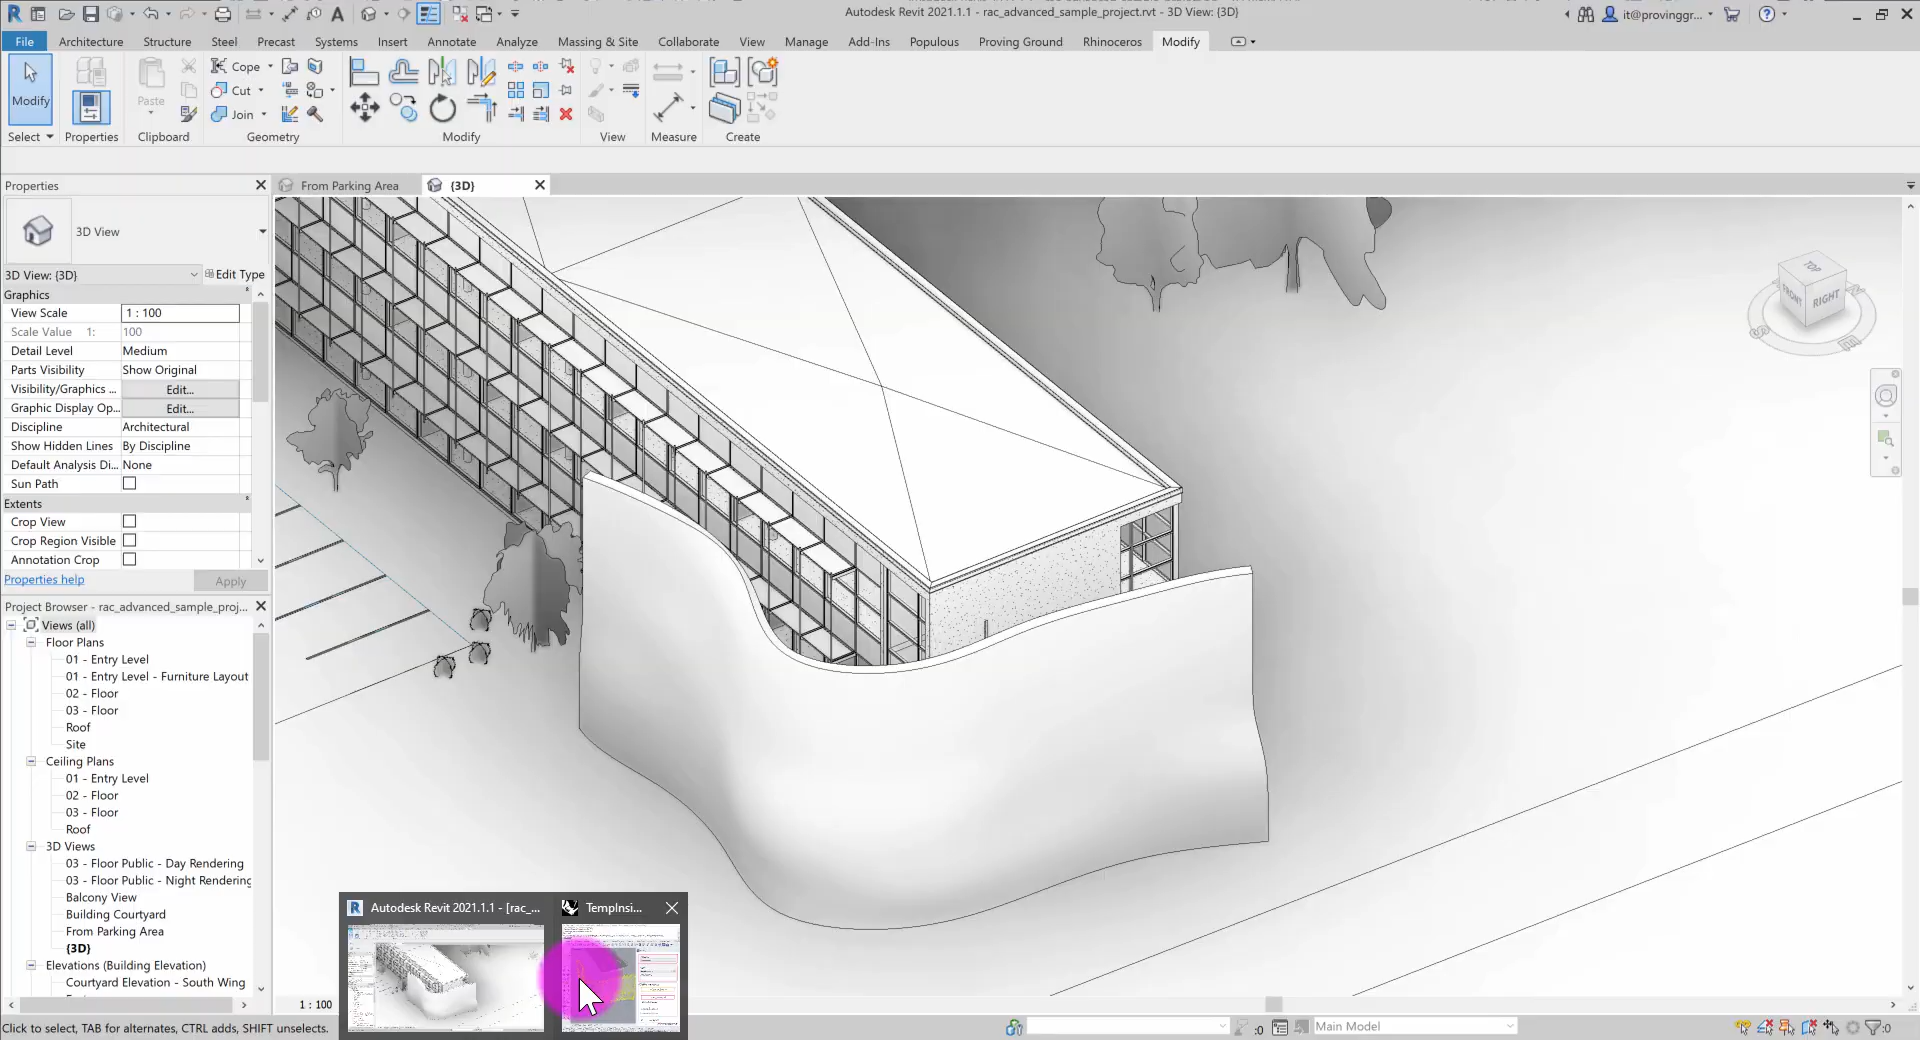 Autodesk Revit 2021.1.1 - rac_advanced_sample_project.rvt - 3D View: {3D}
it@provinggr...
File Architecture Structure Steel Precast Systems Insert Annotate Analyze Massing & Site Collaborate View Manage Add-Ins Populous Proving Ground Rhinoceros Modify
Cope
Modify
Paste
Cut
Join
Select Properties Clipboard Geometry Modify View Measure Create
Properties
From Parking Area
{3D}
3D View
3D View: {3D}
Edit Type
Graphics
View Scale 1 : 100
Scale Value 1: 100
Detail Level Medium
Parts Visibility Show Original
Visibility/Graphics ... Edit...
Graphic Display Op... Edit...
Discipline Architectural
Show Hidden Lines By Discipline
Default Analysis Di... None
Sun Path
Extents
Crop View
Crop Region Visible
Annotation Crop
Properties help
Apply
Project Browser - rac_advanced_sample_proj...
Views (all)
Floor Plans
01 - Entry Level
01 - Entry Level - Furniture Layout
02 - Floor
03 - Floor
Roof
Site
Ceiling Plans
01 - Entry Level
02 - Floor
03 - Floor
Roof
3D Views
03 - Floor Public - Day Rendering
03 - Floor Public - Night Rendering
Balcony View
Building Courtyard
From Parking Area
{3D}
Elevations (Building Elevation)
Courtyard Elevation - South Wing
TOP
FRONT
RIGHT
Autodesk Revit 2021.1.1 - [rac_...
TempInsi...
1 : 100
Click to select, TAB for alternates, CTRL adds, SHIFT unselects.
:0
Main Model
:0